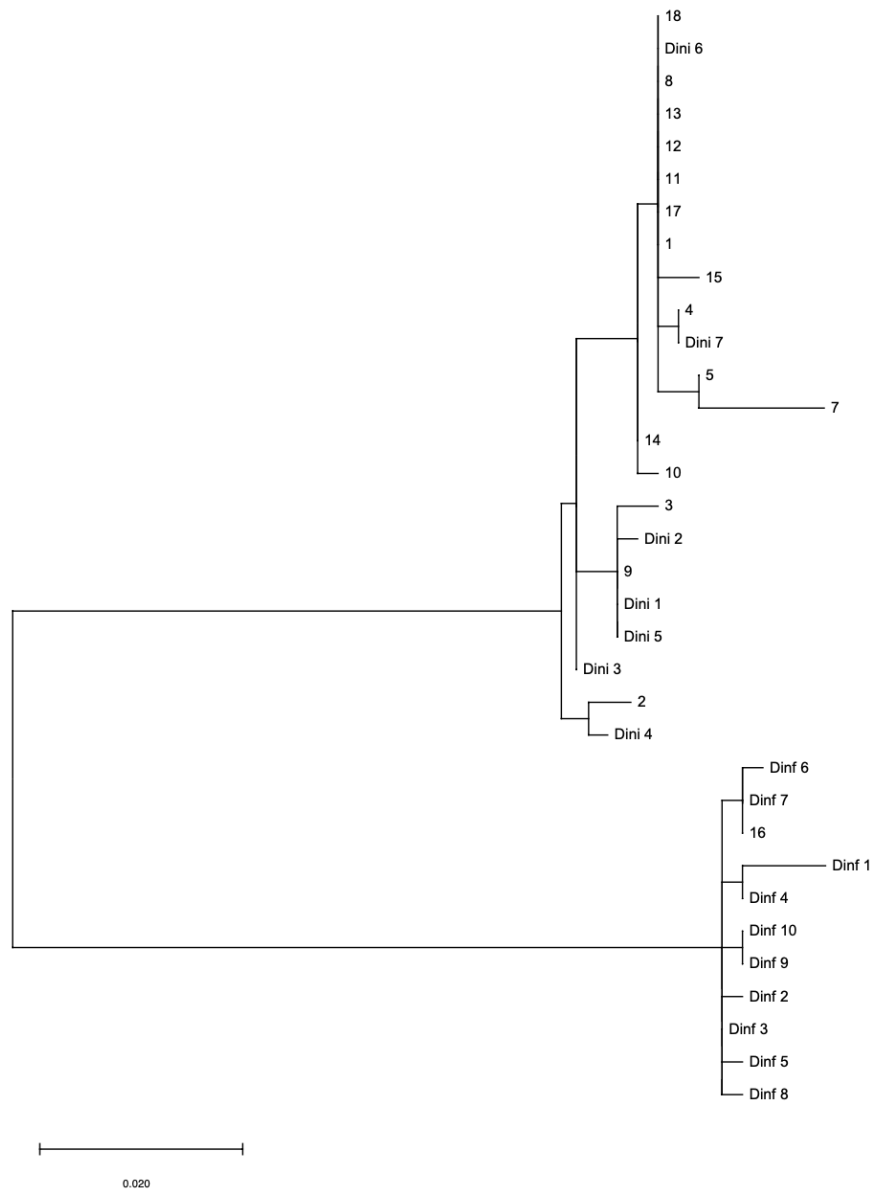 18
Dini 6
8
13
12
11
17
1
15
4
Dini 7
5
7
14
10
3
Dini 2
9
Dini 1
Dini 5
Dini 3
2
Dini 4
Dinf 6
Dinf 7
16
Dinf 1
Dinf 4
Dinf 10
Dinf 9
Dinf 2
Dinf 3
Dinf 5
Dinf 8
0.020